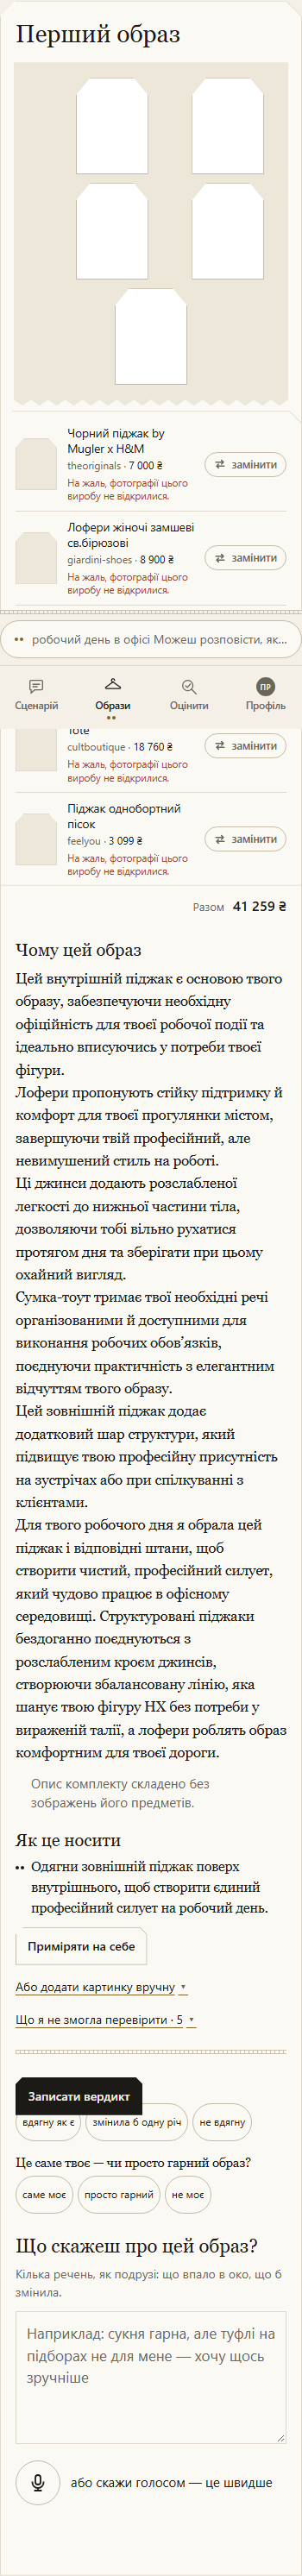 Перший образ
Чорний піджак by
Mugler x H&M
theoriginals · 7 000 ₴
На жаль, фотографії цього
виробу не відкрилися.
замінити
Лофери жіночі замшеві
св.бірюзові
giardini-shoes · 8 900 ₴
На жаль, фотографії цього
виробу не відкрилися.
замінити
робочий день в офісі Можеш розповісти, як...
Сценарій
Образи
Оцінити
ПР
Профіль
Tote
cultboutique · 18 760 ₴
На жаль, фотографії цього
виробу не відкрилися.
замінити
Піджак однобортний
пісок
feelyou · 3 099 ₴
На жаль, фотографії цього
виробу не відкрилися.
замінити
Разом 41 259 ₴
Чому цей образ
Цей внутрішній піджак є основою твого
образу, забезпечуючи необхідну
офіційність для твоєї робочої події та
ідеально вписуючись у потреби твоєї
фігури.
Лофери пропонують стійку підтримку й
комфорт для твоєї прогулянки містом,
завершуючи твій професійний, але
невимушений стиль на роботі.
Ці джинси додають розслабленої
легкості до нижньої частини тіла,
дозволяючи тобі вільно рухатися
протягом дня та зберігати при цьому
охайний вигляд.
Сумка-тоут тримає твої необхідні речі
організованими й доступними для
виконання робочих обов’язків,
поєднуючи практичність з елегантним
відчуттям твого образу.
Цей зовнішній піджак додає
додатковий шар структури, який
підвищує твою професійну присутність
на зустрічах або при спілкуванні з
клієнтами.
Для твого робочого дня я обрала цей
піджак і відповідні штани, щоб
створити чистий, професійний силует,
який чудово працює в офісному
середовищі. Структуровані піджаки
бездоганно поєднуються з
розслабленим кроєм джинсів,
створюючи збалансовану лінію, яка
шанує твою фігуру HX без потреби у
вираженій талії, а лофери роблять образ
комфортним для твоєї дороги.
Опис комплекту складено без
зображень його предметів.
Як це носити
Одягни зовнішній піджак поверх
внутрішнього, щоб створити єдиний
професійний силует на робочий день.
Приміряти на себе
Або додати картинку вручну
Що я не змогла перевірити · 5
Записати вердикт
вдягну як є
змінила б одну річ
не вдягну
Це саме твоє — чи просто гарний образ?
саме моє
просто гарний
не моє
Що скажеш про цей образ?
Кілька речень, як подрузі: що впало в око, що б
змінила.
Наприклад: сукня гарна, але туфлі на
підборах не для мене — хочу щось
зручніше
або скажи голосом — це швидше